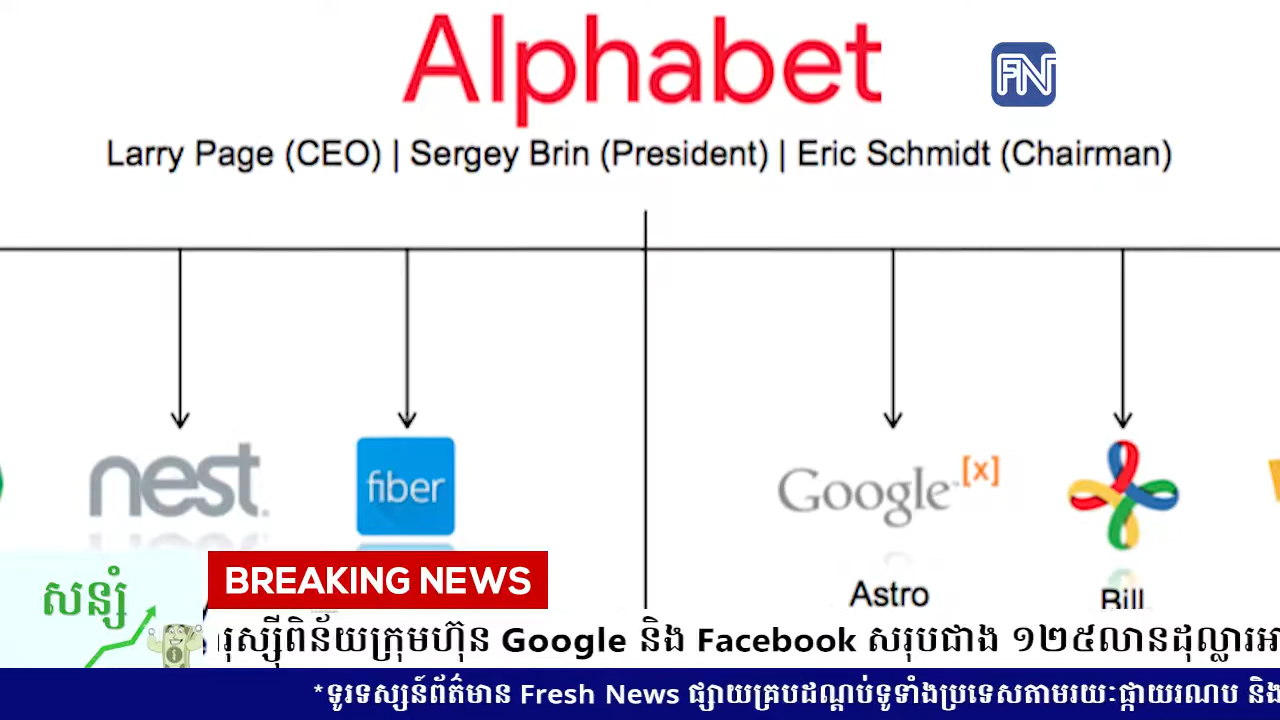 Alphabet
FN
Larry Page (CEO) | Sergey Brin (President) | Eric Schmidt (Chairman)
nest.
fiber
Google [x]
Astro
Bill
សន្សំ
BREAKING NEWS
រុស្ស៊ីពិន័យក្រុមហ៊ុន Google និង Facebook សរុបជាង ១២៥លានដុល្លារអា
*ទូរទស្សន៍ព័ត៌មាន Fresh News ផ្សាយគ្របដណ្តប់ទូទាំងប្រទេសតាមរយៈផ្កាយរណប និង